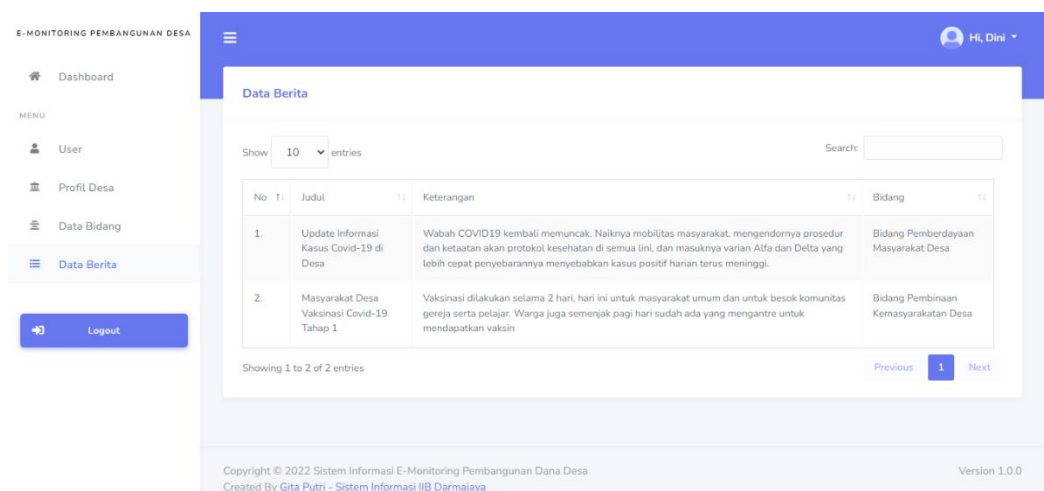 E-MONITORING PEMBANGUNAN DESA
Hi, Dini
Dashboard
MENU
User
Profil Desa
Data Bidang
Data Berita
Logout
Data Berita
Show 10 entries
Search:
No Judul Keterangan Bidang
1.
Update Informasi
Kasus Covid-19 di
Desa
Wabah COVID19 kembali memuncak. Naiknya mobilitas masyarakat, mengendornya prosedur
dan ketaatan akan protokol kesehatan di semua lini, dan masuknya varian Alfa dan Delta yang
lebih cepat penyebarannya menyebabkan kasus positif harian terus meninggi.
Bidang Pemberdayaan
Masyarakat Desa
2.
Masyarakat Desa
Vaksinasi Covid-19
Tahap 1
Vaksinasi dilakukan selama 2 hari, hari ini untuk masyarakat umum dan untuk besok komunitas
gereja serta pelajar. Warga juga semenjak pagi hari sudah ada yang mengantre untuk
mendapatkan vaksin
Bidang Pembinaan
Kemasyarakatan Desa
Showing 1 to 2 of 2 entries
Previous 1 Next
Copyright © 2022 Sistem Informasi E-Monitoring Pembangunan Dana Desa
Created By Gita Putri - Sistem Informasi IIB Darmajaya
Version 1.0.0